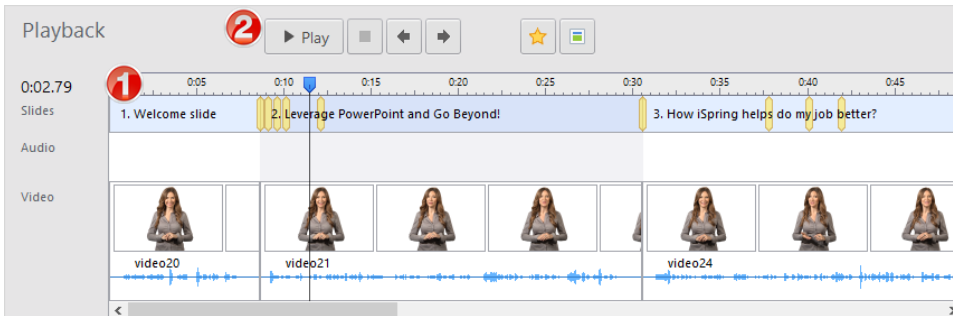 Playback
2 Play
0:02.79
1 0:05 0:10 0:15 0:20 0:25 0:30 0:35 0:40 0:45
Slides
1. Welcome slide 2. Leverage PowerPoint and Go Beyond! 3. How iSpring helps do my job better?
Audio
Video
video20 video21 video24